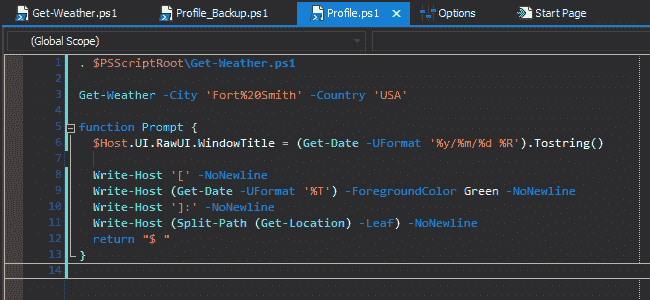 Get-Weather.ps1 Profile_Backup.ps1 Profile.ps1 Options Start Page
(Global Scope)
1 . $PSScriptRoot\Get-Weather.ps1
2
3 Get-Weather -City 'Fort%20Smith' -Country 'USA'
4
5 function Prompt {
6 $Host.UI.RawUI.WindowTitle = (Get-Date -UFormat '%y/%m/%d %R').Tostring()
7
8 Write-Host '[' -NoNewline
9 Write-Host (Get-Date -UFormat '%T') -ForegroundColor Green -NoNewline
10 Write-Host ']:' -NoNewline
11 Write-Host (Split-Path (Get-Location) -Leaf) -NoNewline
12 return "$ "
13 }
14